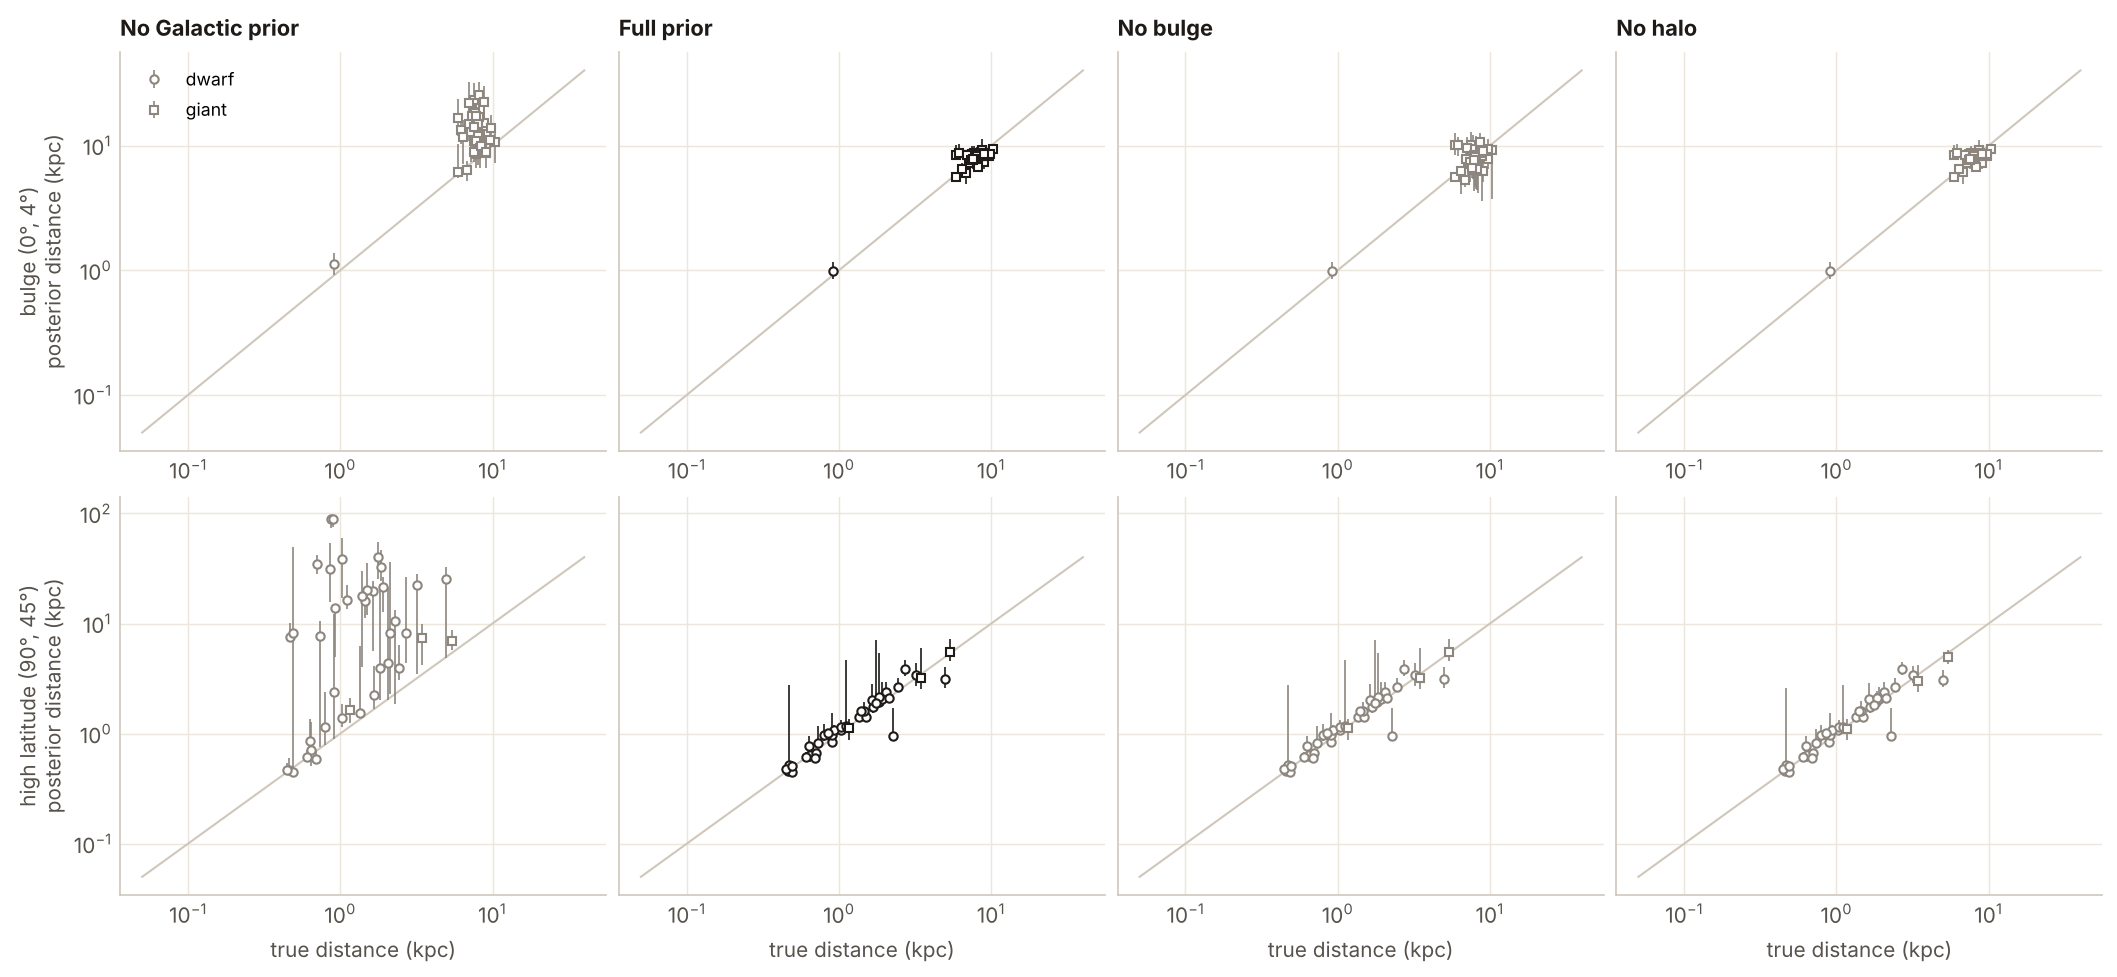 No Galactic prior
Full prior
No bulge
No halo
dwarf
giant
bulge (0°, 4°)
posterior distance (kpc)
10¹
10⁰
10⁻¹
10⁻¹ 10⁰ 10¹
10⁻¹ 10⁰ 10¹
10⁻¹ 10⁰ 10¹
10⁻¹ 10⁰ 10¹
high latitude (90°, 45°)
posterior distance (kpc)
10²
10¹
10⁰
10⁻¹
10⁻¹ 10⁰ 10¹
10⁻¹ 10⁰ 10¹
10⁻¹ 10⁰ 10¹
10⁻¹ 10⁰ 10¹
true distance (kpc)
true distance (kpc)
true distance (kpc)
true distance (kpc)